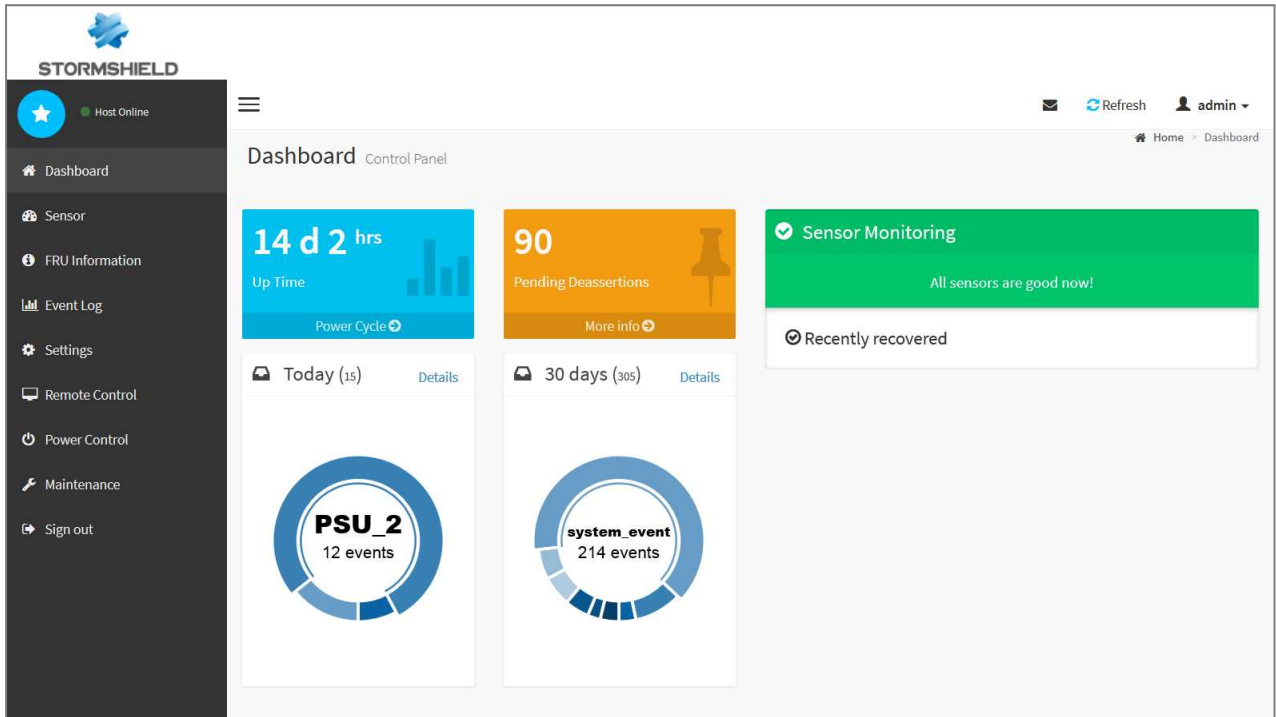 STORMSHIELD
Host Online
Refresh
admin
Home > Dashboard
Dashboard Control Panel
Dashboard
Sensor
FRU Information
Event Log
Settings
Remote Control
Power Control
Maintenance
Sign out
14 d 2 hrs
Up Time
Power Cycle
90
Pending Deassertions
More info
Sensor Monitoring
All sensors are good now!
Recently recovered
Today (15) Details
PSU_2
12 events
30 days (305) Details
system_event
214 events